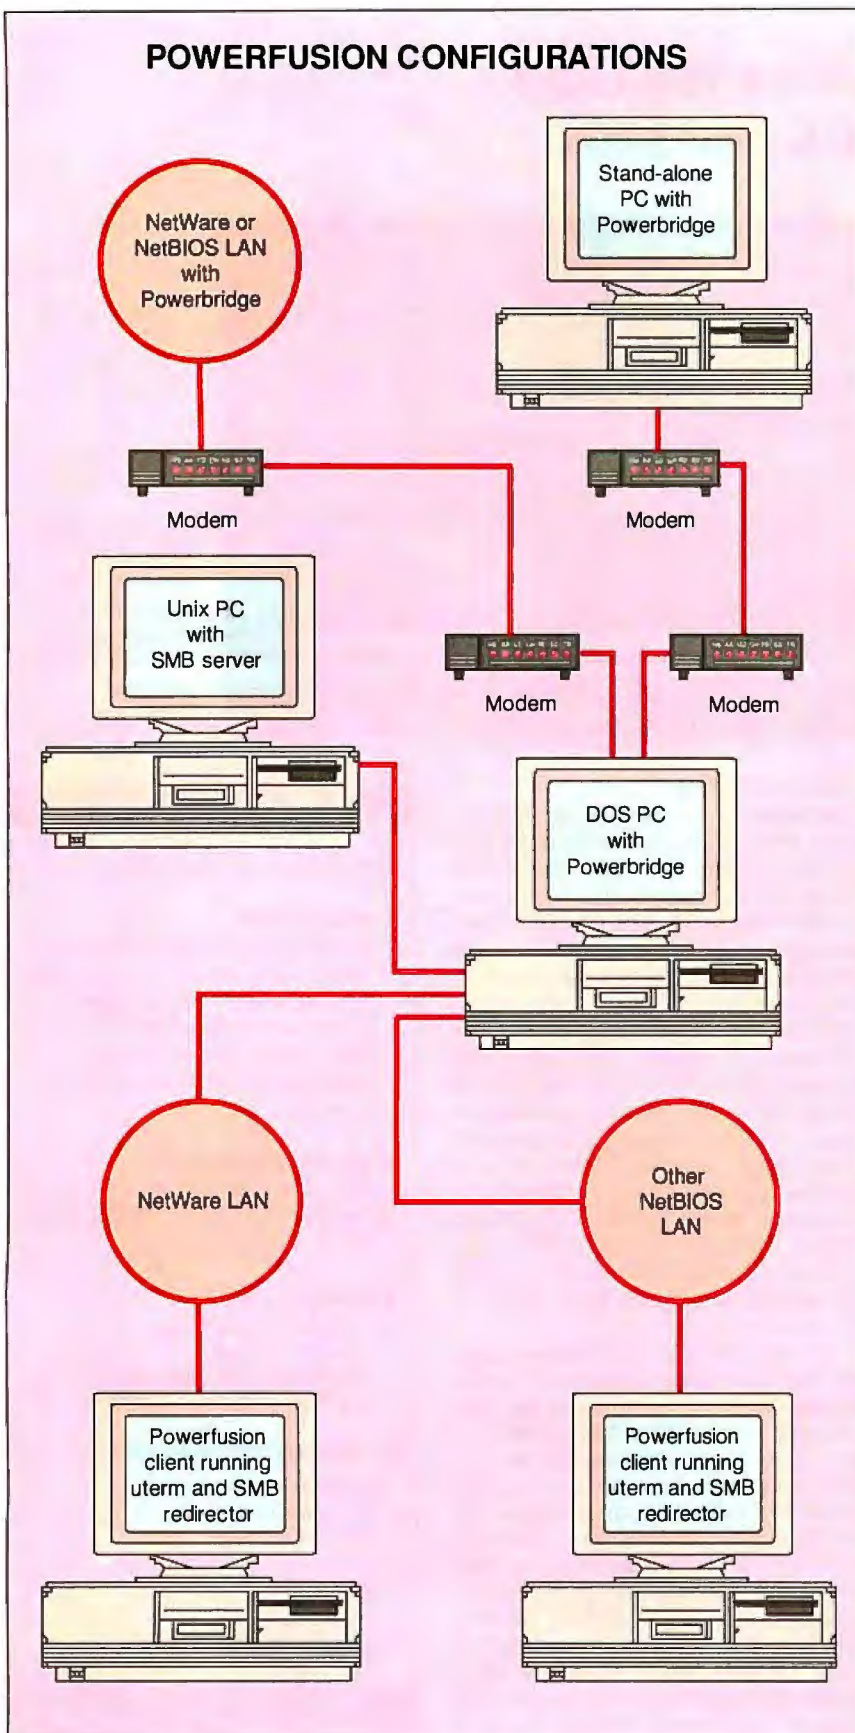 POWERFUSION CONFIGURATIONS
NetWare or
NetBIOS LAN
with
Powerbridge
Stand-alone
PC with
Powerbridge
Modem
Modem
Unix PC
with
SMB server
Modem
Modem
DOS PC
with
Powerbridge
NetWare LAN
Other
NetBIOS
LAN
Powerfusion
client running
uterm and SMB
redirector
Powerfusion
client running
uterm and SMB
redirector